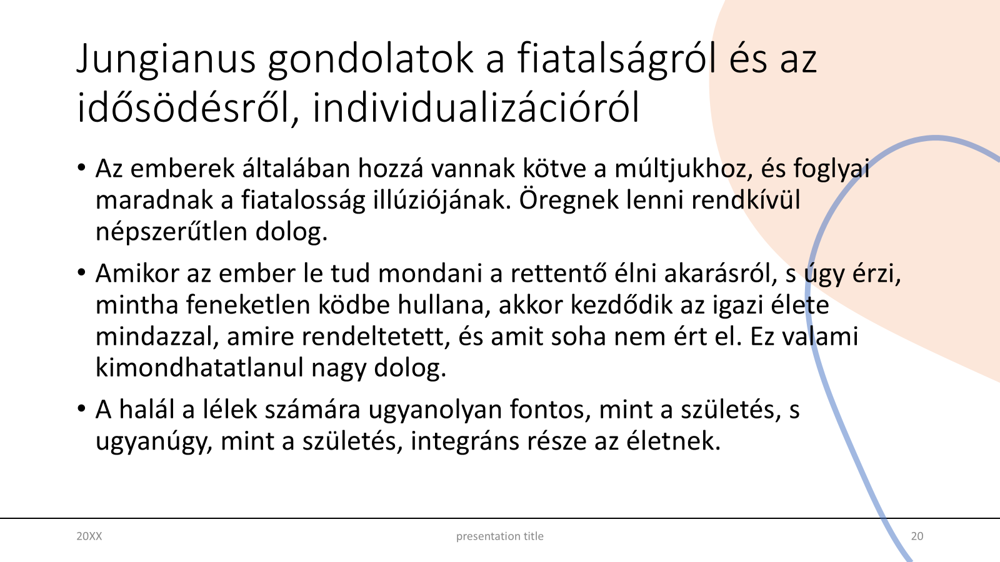 Jungianus gondolatok a fiatalságról és az
idősödésről, individualizációról
• Az emberek általában hozzá vannak kötve a múltjukhoz, és foglyai
maradnak a fiatalosság illúziójának. Öregnek lenni rendkívül
népszerűtlen dolog.
• Amikor az ember le tud mondani a rettentő élni akarásról, s úgy érzi,
mintha feneketlen ködbe hullana, akkor kezdődik az igazi élete
mindazzal, amire rendeltetett, és amit soha nem ért el. Ez valami
kimondhatatlanul nagy dolog.
• A halál a lélek számára ugyanolyan fontos, mint a születés, s
ugyanúgy, mint a születés, integráns része az életnek.
20XX
presentation title
20